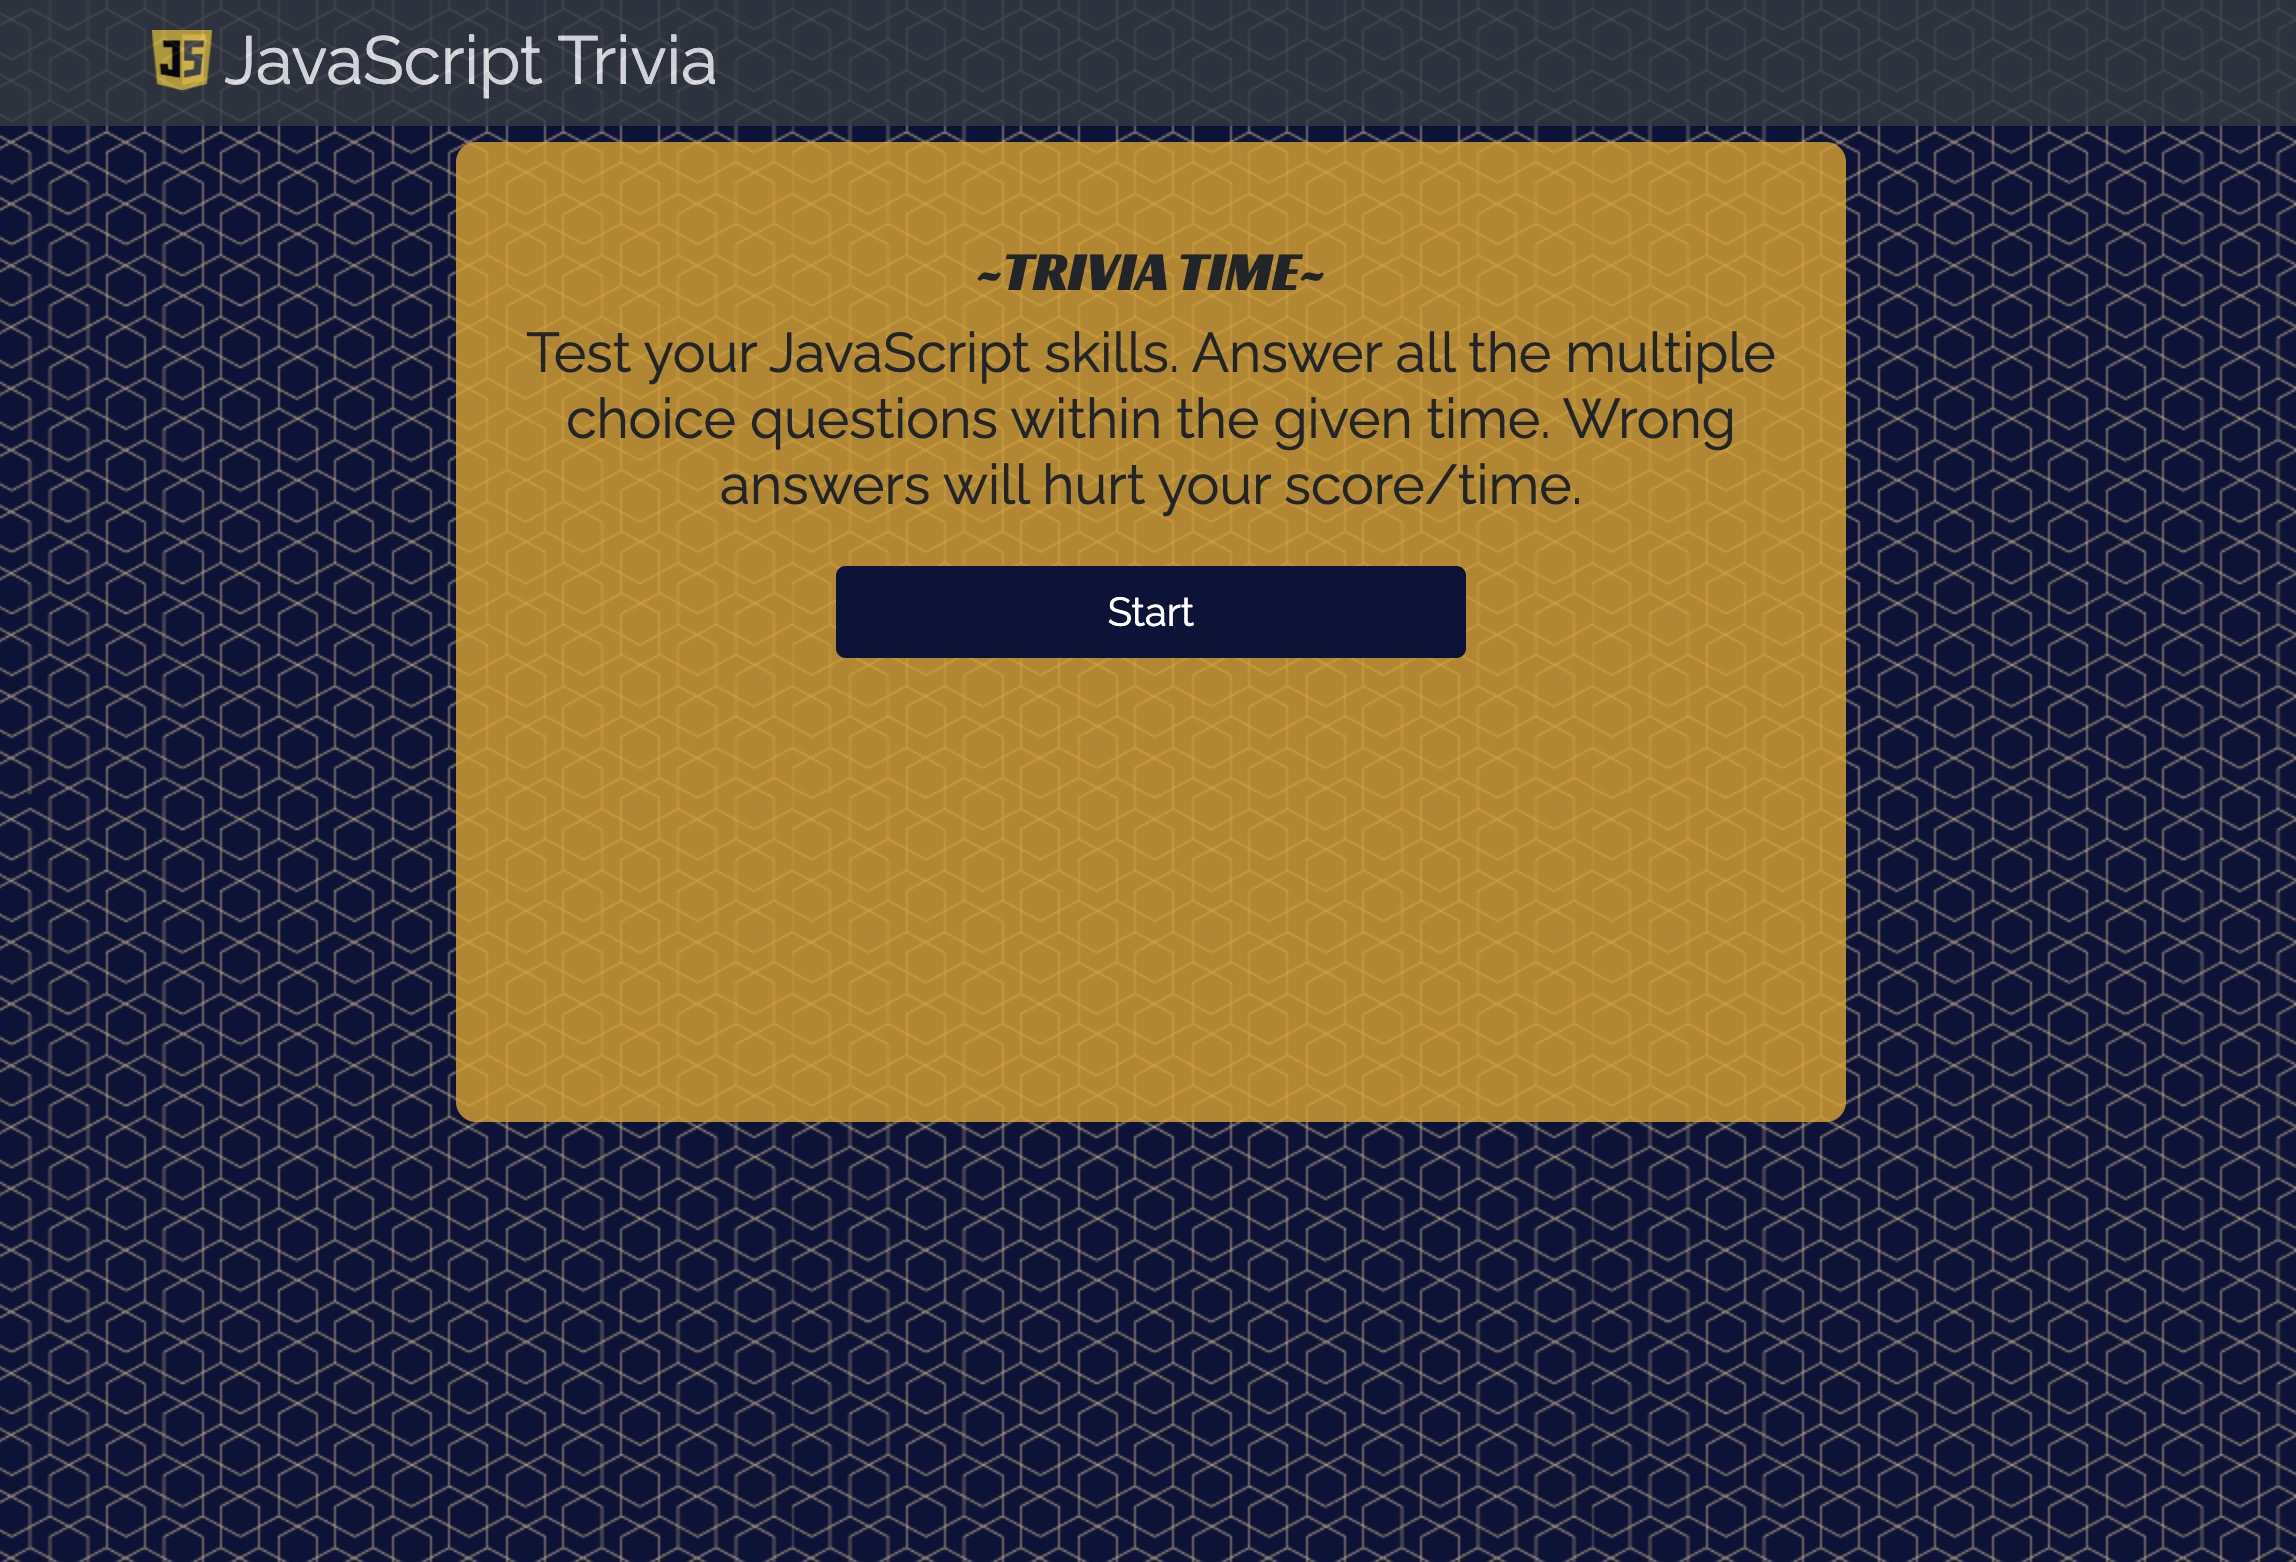 JS JavaScript Trivia
~TRIVIA TIME~
Test your JavaScript skills. Answer all the multiple
choice questions within the given time. Wrong
answers will hurt your score/time.
Start